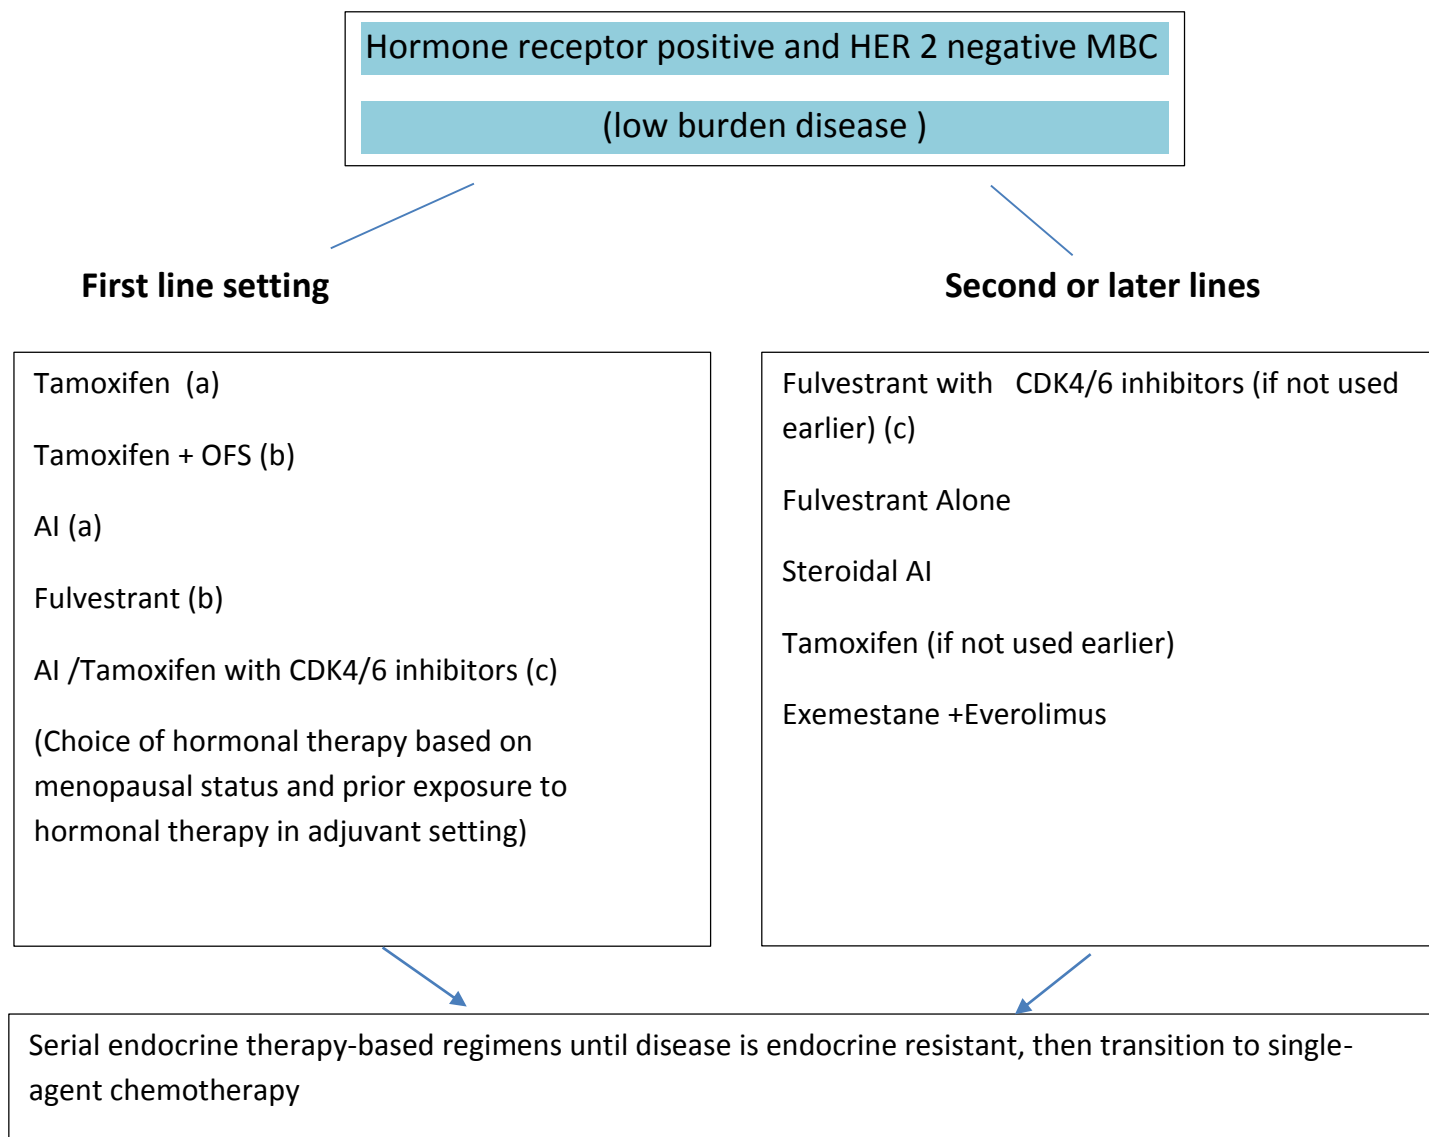 Hormone receptor positive and HER 2 negative MBC
(low burden disease )
First line setting
Second or later lines
Tamoxifen (a)
Tamoxifen + OFS (b)
AI (a)
Fulvestrant (b)
AI /Tamoxifen with CDK4/6 inhibitors (c)
(Choice of hormonal therapy based on
menopausal status and prior exposure to
hormonal therapy in adjuvant setting)
Fulvestrant with CDK4/6 inhibitors (if not used
earlier) (c)
Fulvestrant Alone
Steroidal AI
Tamoxifen (if not used earlier)
Exemestane +Everolimus
Serial endocrine therapy-based regimens until disease is endocrine resistant, then transition to single-
agent chemotherapy